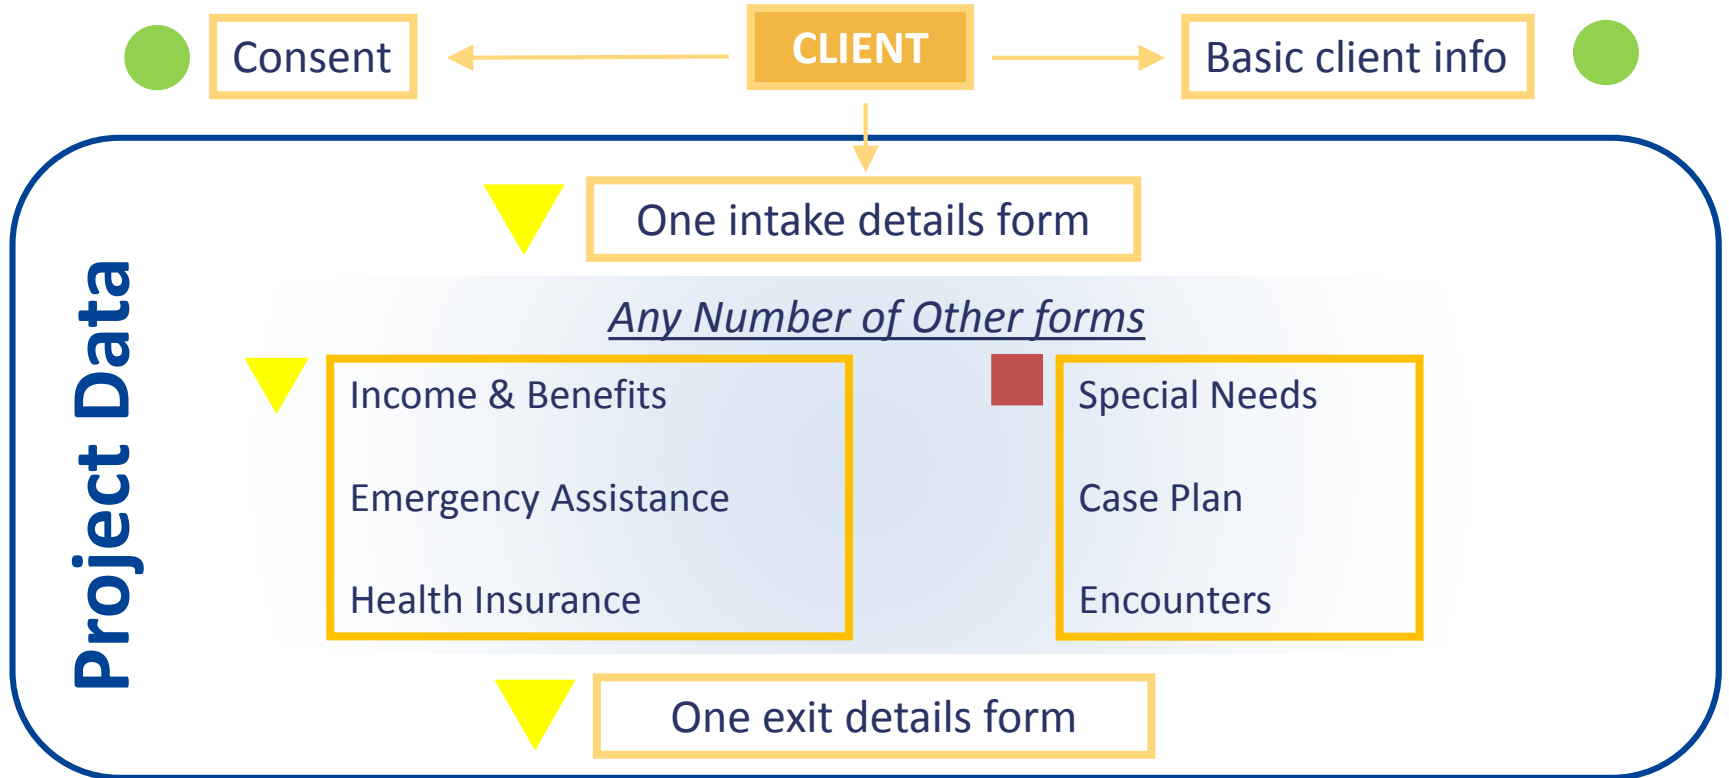 CLIENT
Consent
Basic client info
Project Data
One intake details form
Any Number of Other forms
Income & Benefits
Emergency Assistance
Health Insurance
Special Needs
Case Plan
Encounters
One exit details form